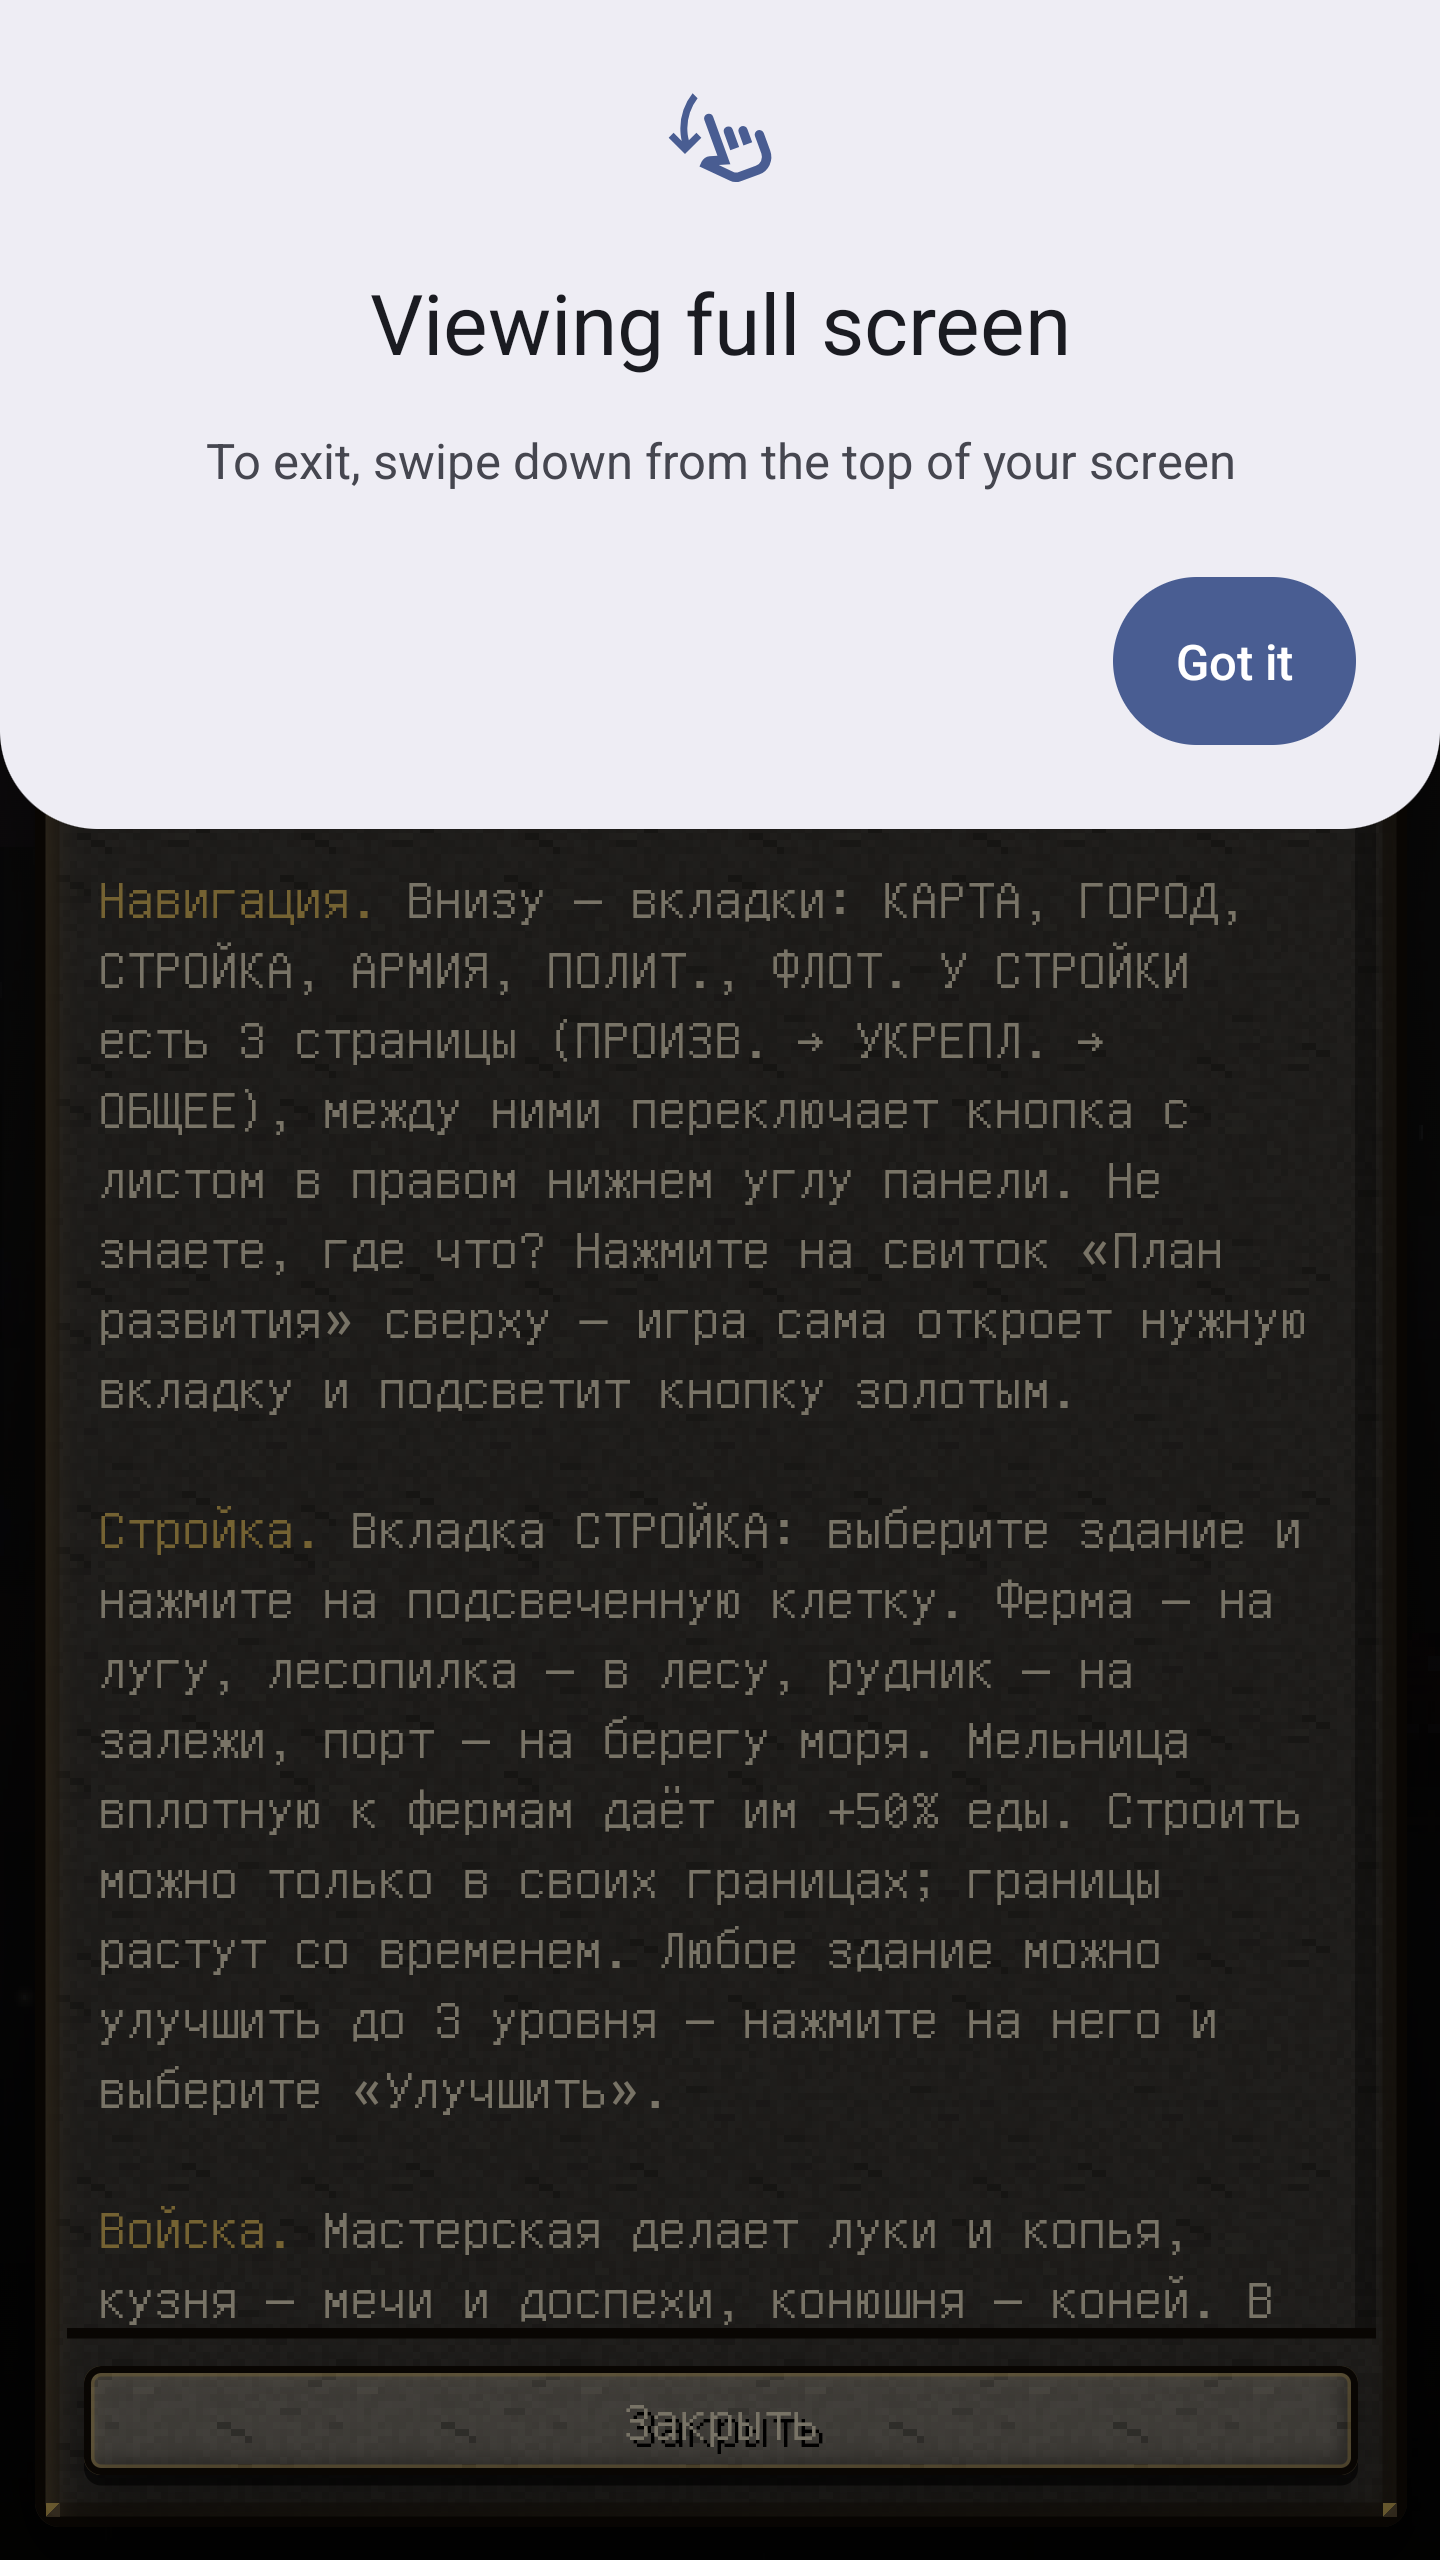 Viewing full screen
To exit, swipe down from the top of your screen
Got it
Навигация. Внизу — вкладки: КАРТА, ГОРОД,
СТРОЙКА, АРМИЯ, ПОЛИТ., ФЛОТ. У СТРОЙКИ
есть 3 страницы (ПРОИЗВ. → УКРЕПЛ. →
ОБЩЕЕ), между ними переключает кнопка с
листом в правом нижнем углу панели. Не
знаете, где что? Нажмите на свиток «План
развития» сверху — игра сама откроет нужную
вкладку и подсветит кнопку золотым.
Стройка. Вкладка СТРОЙКА: выберите здание и
нажмите на подсвеченную клетку. Ферма — на
лугу, лесопилка — в лесу, рудник — на
залежи, порт — на берегу моря. Мельница
вплотную к фермам даёт им +50% еды. Строить
можно только в своих границах; границы
растут со временем. Любое здание можно
улучшить до 3 уровня — нажмите на него и
выберите «Улучшить».
Войска. Мастерская делает луки и копья,
кузня — мечи и доспехи, конюшня — коней. В
Закрыть